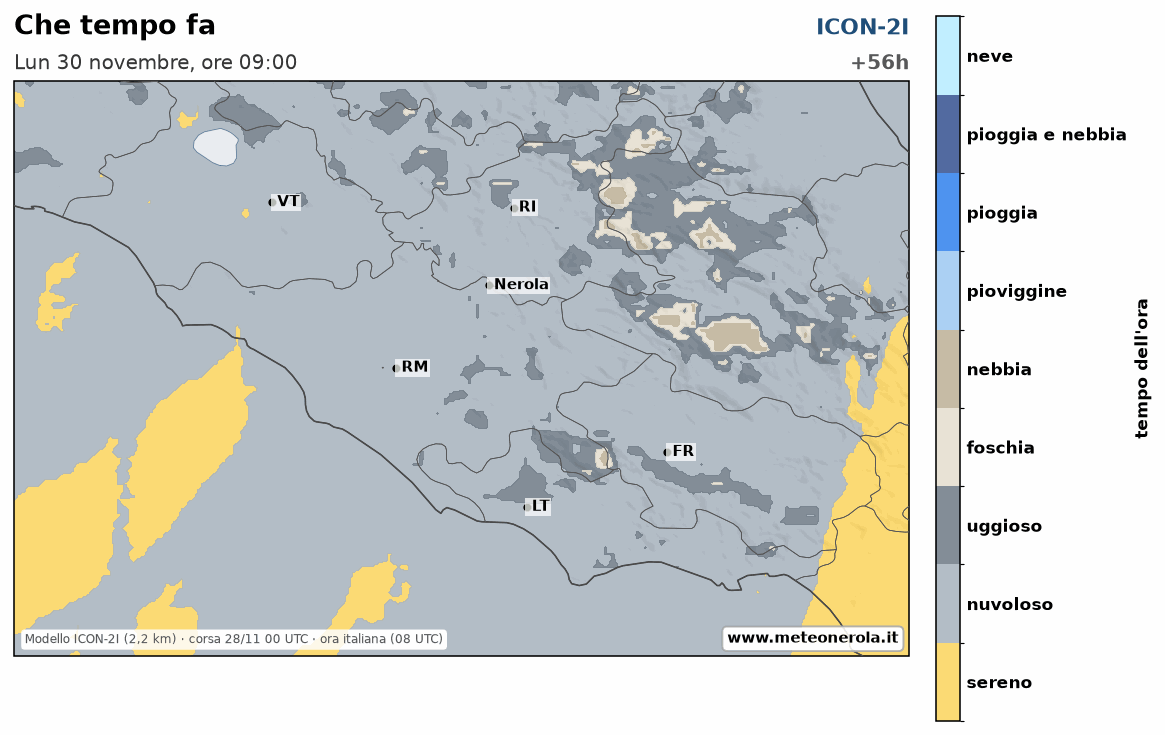 Che tempo fa
ICON-2I
Lun 30 novembre, ore 09:00
+56h
neve
pioggia e nebbia
pioggia
pioviggine
nebbia
foschia
uggioso
nuvoloso
sereno
tempo dell'ora
VT
RI
Nerola
RM
FR
LT
Modello ICON-2I (2,2 km) · corsa 28/11 00 UTC · ora italiana (08 UTC)
www.meteonerola.it